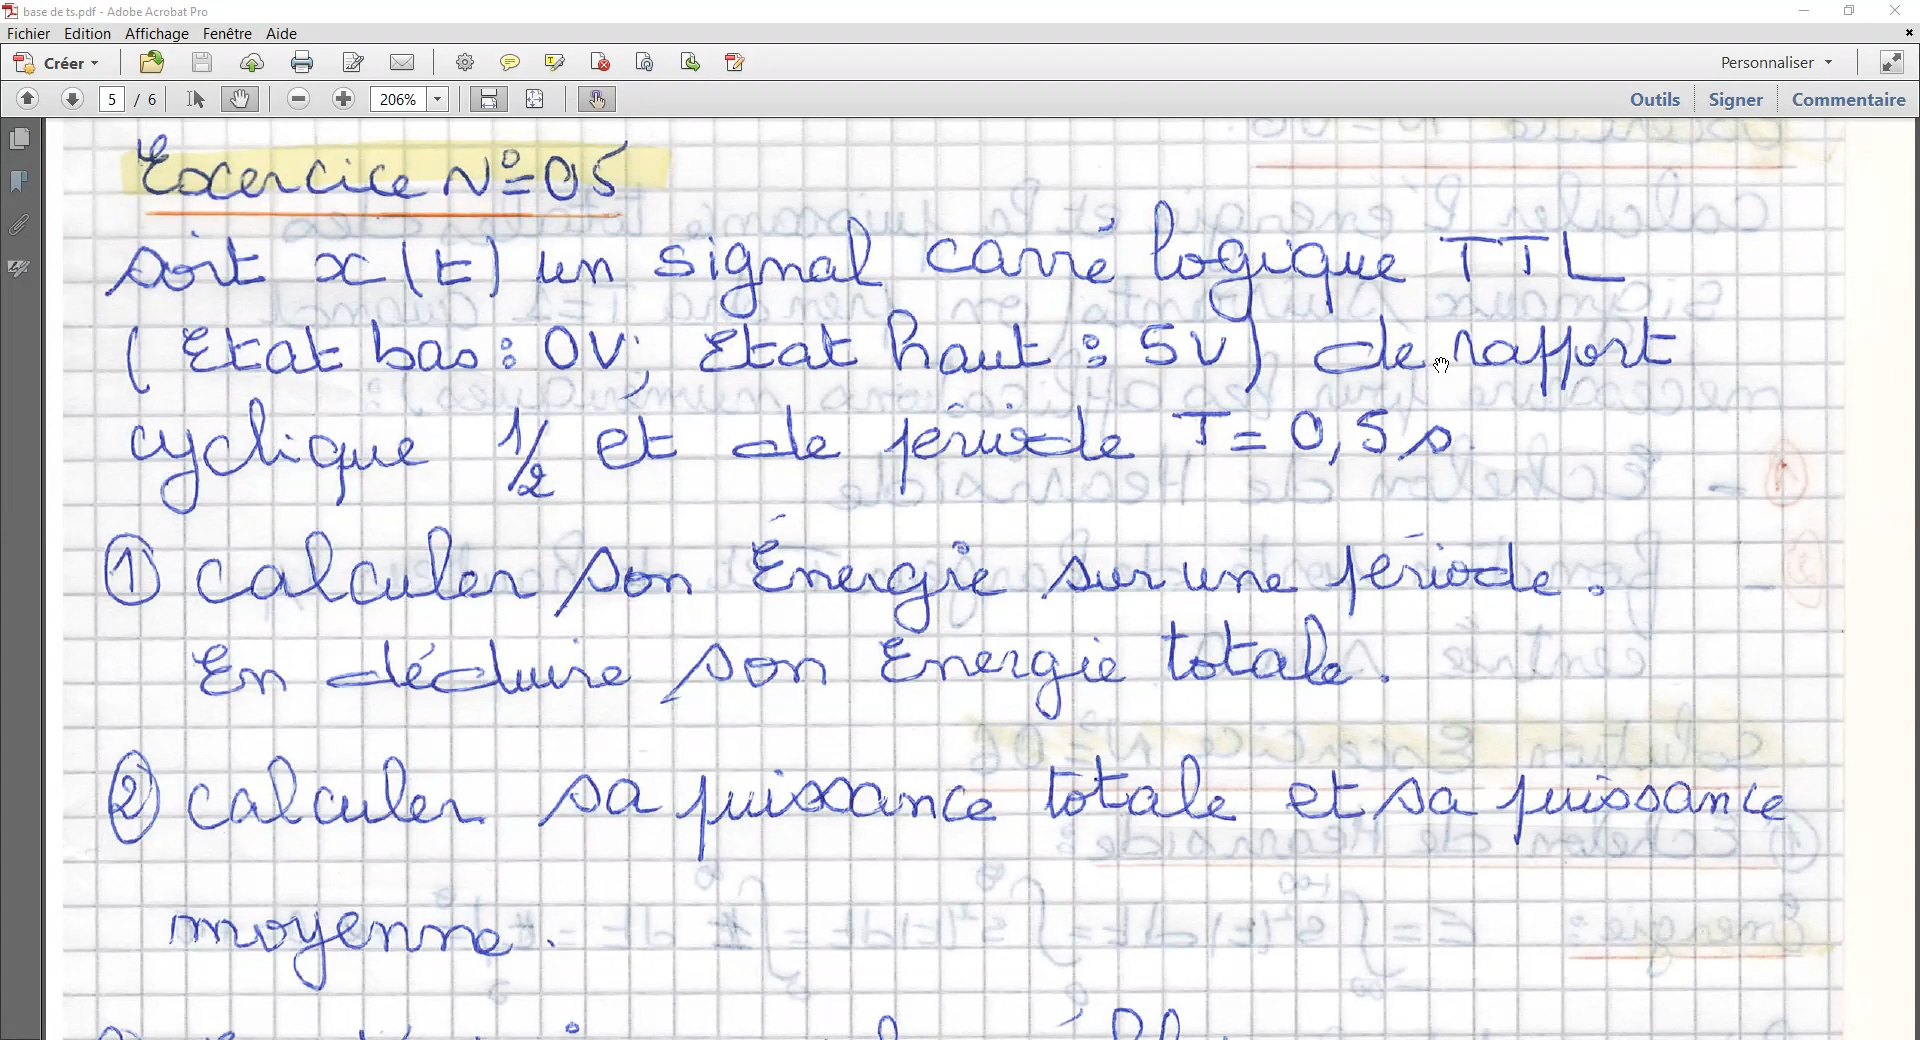 base de ts.pdf - Adobe Acrobat Pro
Fichier Edition Affichage Fenêtre Aide
Créer Personnaliser
5 / 6 206% Outils Signer Commentaire
Exercice N°05
soit x(t) un signal carré logique TTL
(Etat bas : 0V; Etat haut : 5V) de rapport
cyclique 1/2 et de période T = 0,5s.
① calculer son Énergie sur une période.
En déduire son Energie totale.
② calculer sa puissance totale et sa puissance
moyenne.